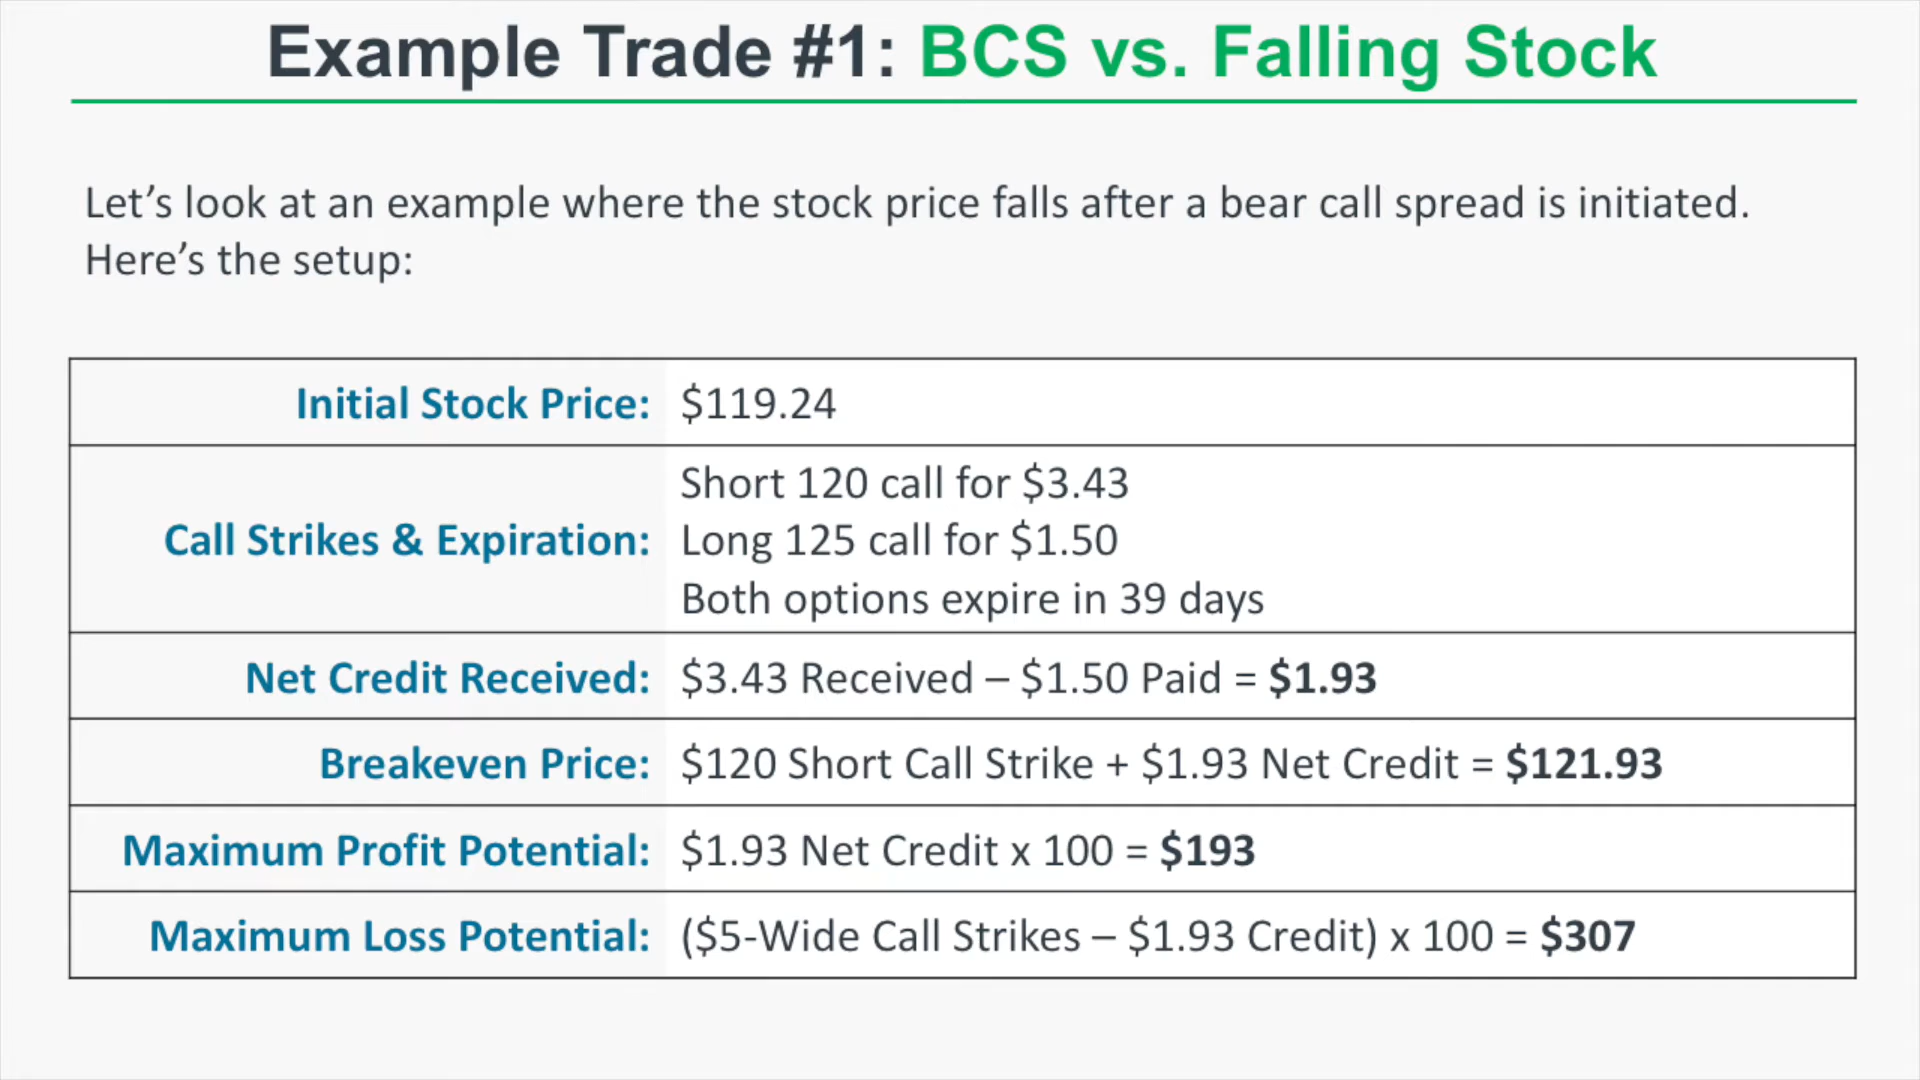 Example Trade #1: BCS vs. Falling Stock
Let’s look at an example where the stock price falls after a bear call spread is initiated.
Here’s the setup:
Initial Stock Price: $119.24
Call Strikes & Expiration:
Short 120 call for $3.43
Long 125 call for $1.50
Both options expire in 39 days
Net Credit Received: $3.43 Received – $1.50 Paid = $1.93
Breakeven Price: $120 Short Call Strike + $1.93 Net Credit = $121.93
Maximum Profit Potential: $1.93 Net Credit x 100 = $193
Maximum Loss Potential: ($5-Wide Call Strikes – $1.93 Credit) x 100 = $307